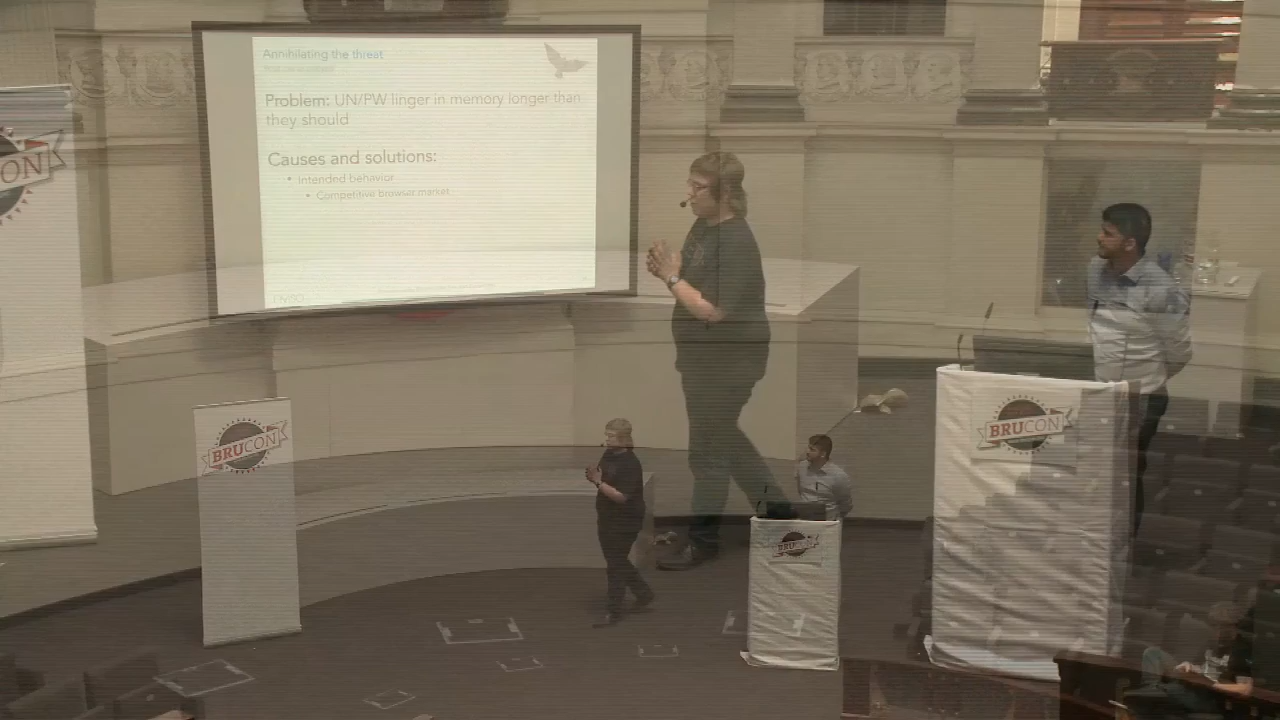 Annihilating the threat
Problem: UN/PW linger in memory longer than
they should
Causes and solutions:
• Intended behavior
• Competitive browser market
CON
BRUCON
BRUCON
BRUCON